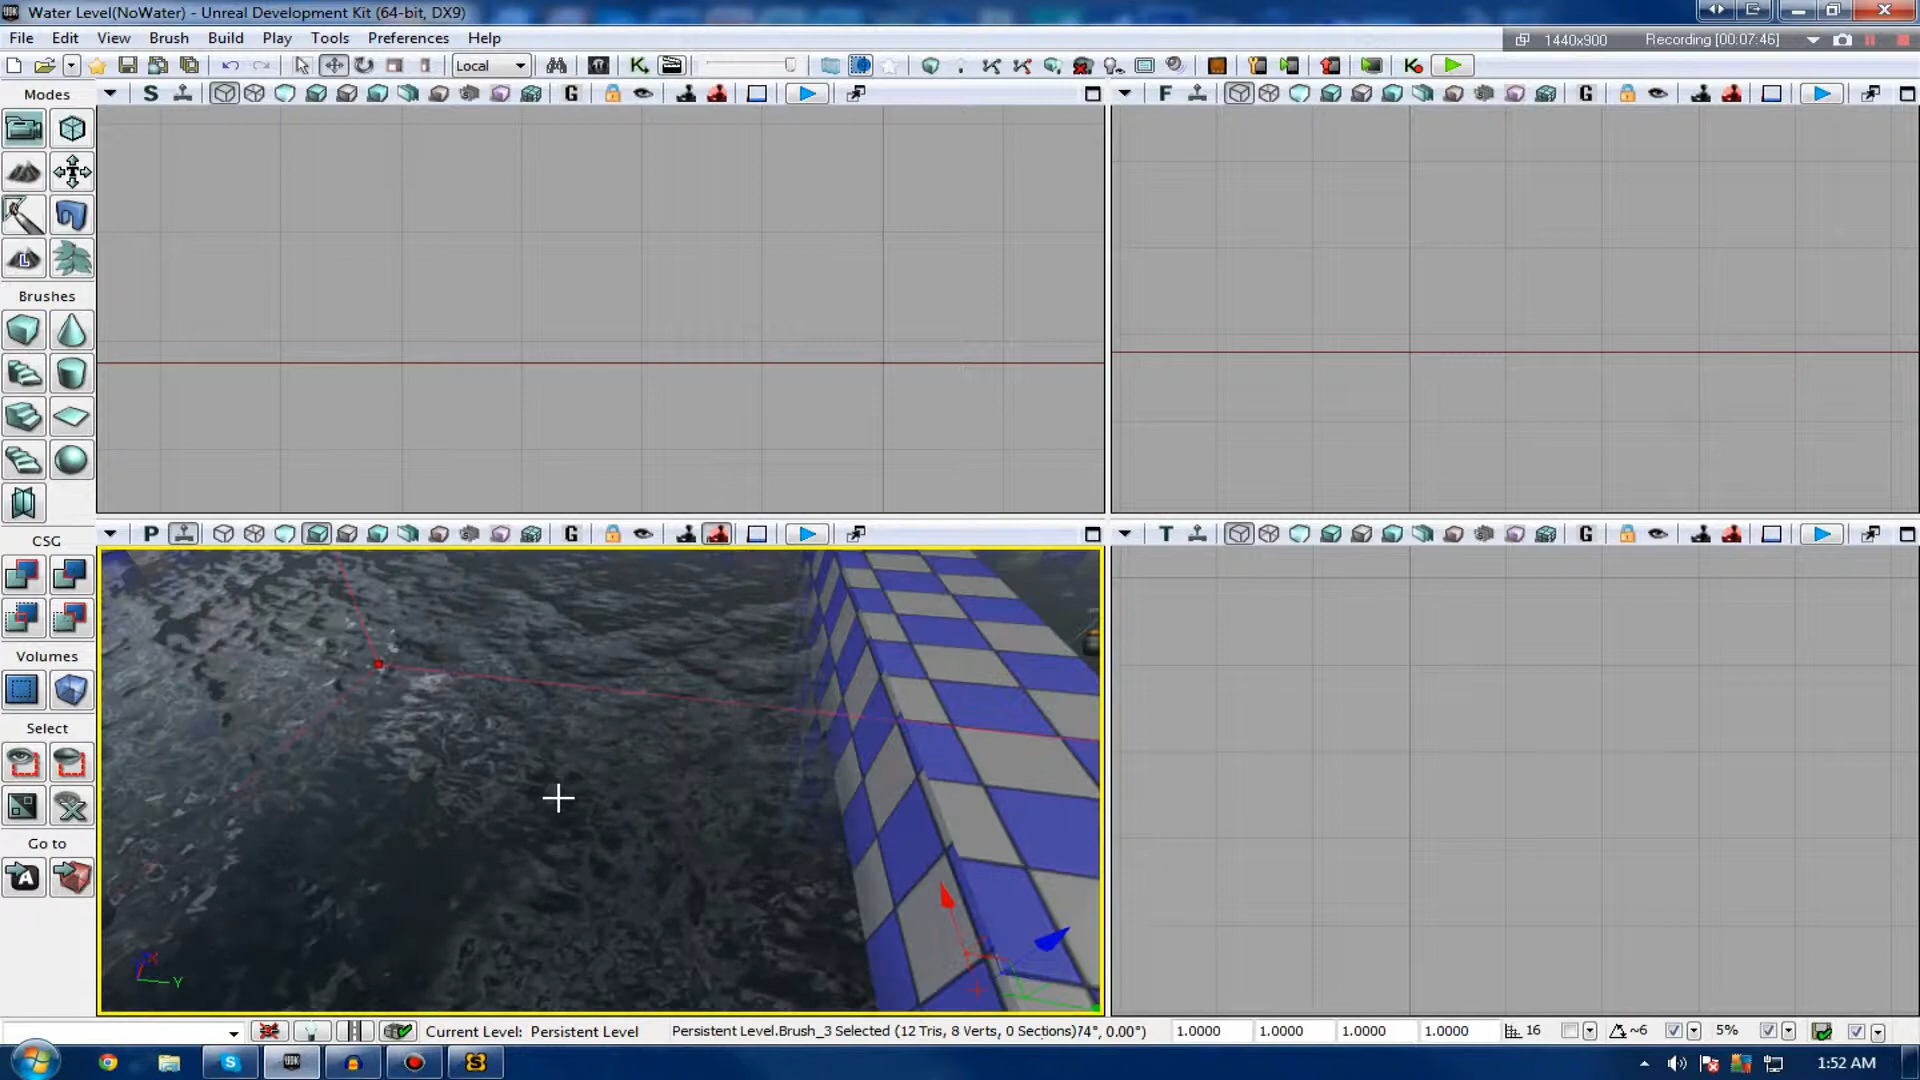 Water Level(NoWater) - Unreal Development Kit (64-bit, DX9)
File Edit View Brush Build Play Tools Preferences Help
1440x900 Recording [00:07:46]
Local
Modes
S G F G
Brushes
CSG
P G T G
Volumes
Select
Go to
A
X
Y
Current Level: Persistent Level Persistent Level.Brush_3 Selected (12 Tris, 8 Verts, 0 Sections)74°, 0.00°) 1.0000 1.0000 1.0000 1.0000 16 ~6 5%
1:52 AM